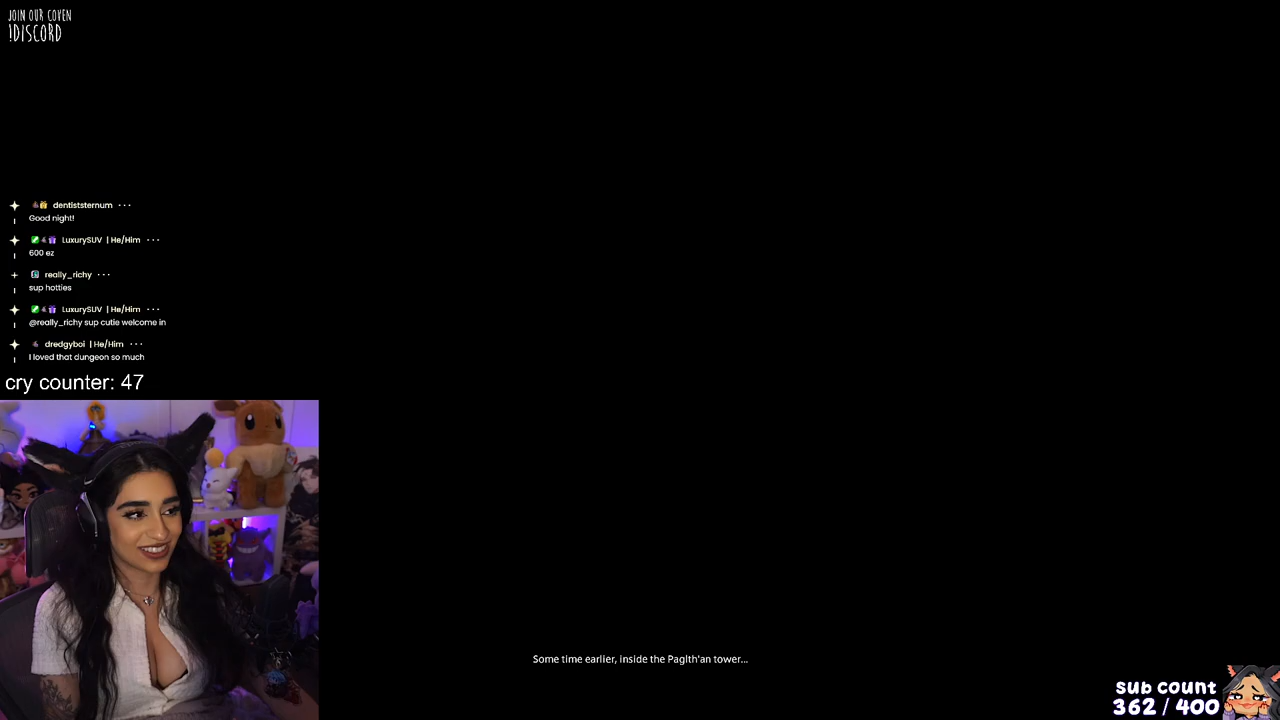 JOIN OUR COVEN
!DISCORD
dentiststernum ...
Good night!
LuxurySUV | He/Him ...
600 ez
really_richy ...
sup hotties
LuxurySUV | He/Him ...
@really_richy sup cutie welcome in
dredgyboi | He/Him ...
I loved that dungeon so much
cry counter: 47
Some time earlier, inside the Paglth'an tower...
sub count
362 / 400